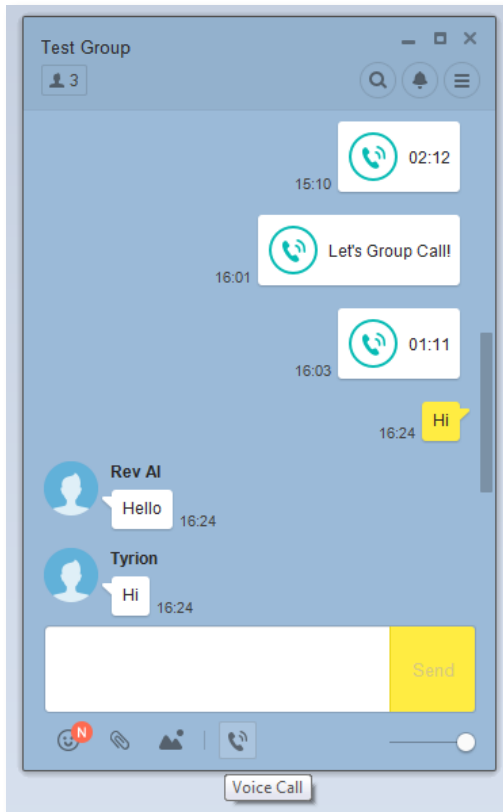 Test Group
3
02:12
15:10
Let's Group Call!
16:01
01:11
16:03
Hi
16:24
Rev Al
Hello
16:24
Tyrion
Hi
16:24
Send
N
Voice Call